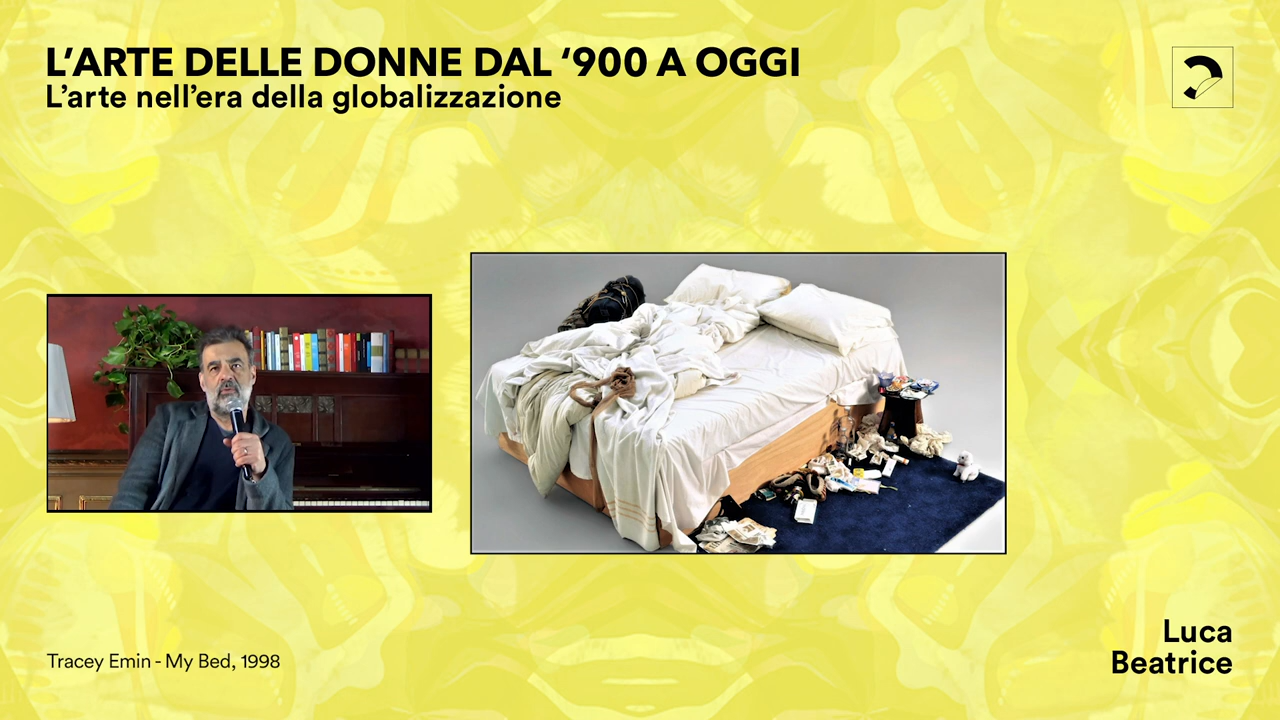 L’ARTE DELLE DONNE DAL ‘900 A OGGI
L’arte nell’era della globalizzazione
Tracey Emin - My Bed, 1998
Luca
Beatrice